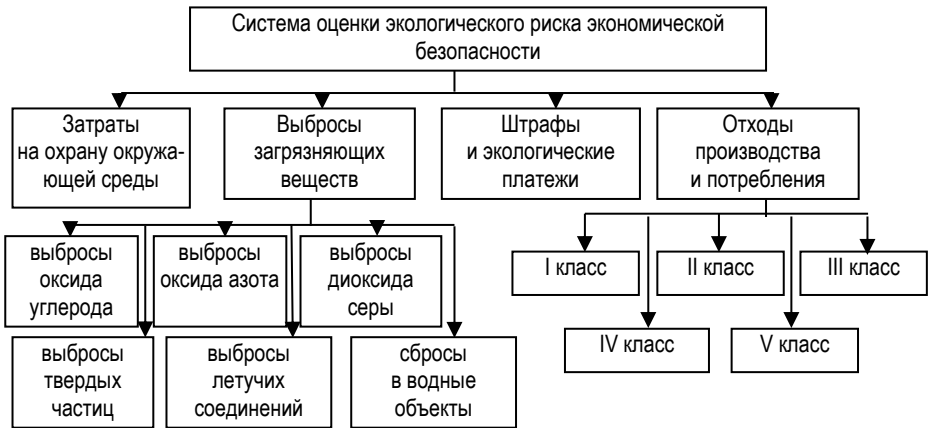 Система оценки экологического риска экономической
безопасности
Затраты
на охрану окружа-
ющей среды
Выбросы
загрязняющих
веществ
Штрафы
и экологические
платежи
Отходы
производства
и потребления
выбросы
оксида
углерода
выбросы
оксида азота
выбросы
диоксида
серы
I класс
II класс
III класс
IV класс
V класс
выбросы
твердых
частиц
выбросы
летучих
соединений
сбросы
в водные
объекты